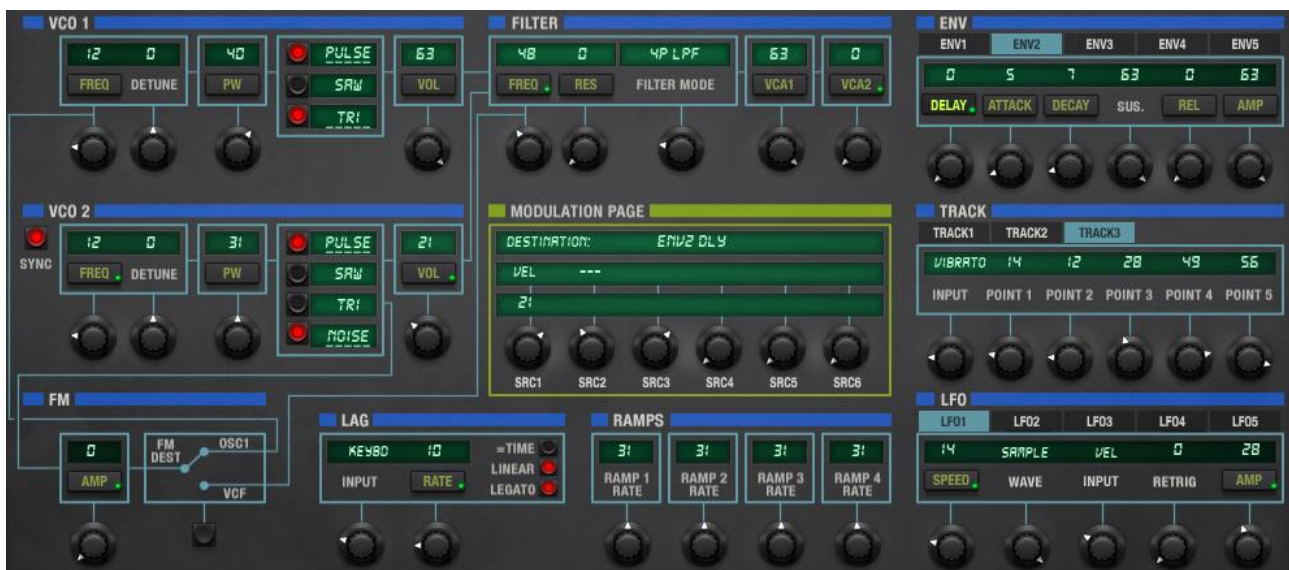 VCO 1
12 0 40 PULSE 63
FREQ DETUNE PW SAW VOL
TRI
VCO 2
SYNC
12 0 31 PULSE 21
FREQ DETUNE PW SAW VOL
TRI
NOISE
FM
0
AMP
FM DEST
OSC1
VCF
FILTER
48 0 4P LPF 63 0
FREQ RES FILTER MODE VCA1 VCA2
MODULATION PAGE
DESTINATION: ENV2 DLY
VEL ---
21
SRC1 SRC2 SRC3 SRC4 SRC5 SRC6
LAG
KEYBD 10
INPUT RATE
=TIME
LINEAR
LEGATO
RAMPS
31 31 31 31
RAMP 1 RATE RAMP 2 RATE RAMP 3 RATE RAMP 4 RATE
ENV
ENV1 ENV2 ENV3 ENV4 ENV5
0 5 7 63 0 63
DELAY ATTACK DECAY SUS. REL AMP
TRACK
TRACK1 TRACK2 TRACK3
VIBRATO 14 12 28 49 56
INPUT POINT 1 POINT 2 POINT 3 POINT 4 POINT 5
LFO
LFO1 LFO2 LFO3 LFO4 LFO5
14 SAMPLE VEL 0 28
SPEED WAVE INPUT RETRIG AMP